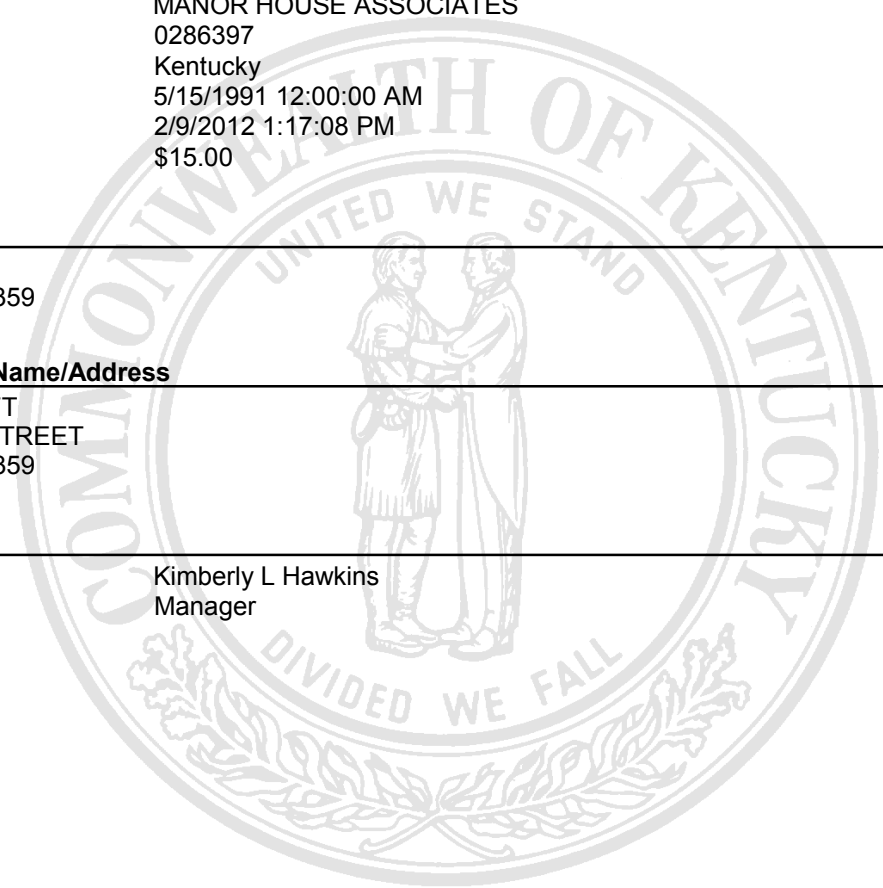 MANOR HOUSE ASSOCIATES
0286397
Kentucky
5/15/1991 12:00:00 AM
2/9/2012 1:17:08 PM
$15.00
359
Name/Address
T
TREET
359
Kimberly L Hawkins
Manager
COMMONWEALTH OF KENTUCKY
UNITED WE STAND
DIVIDED WE FALL